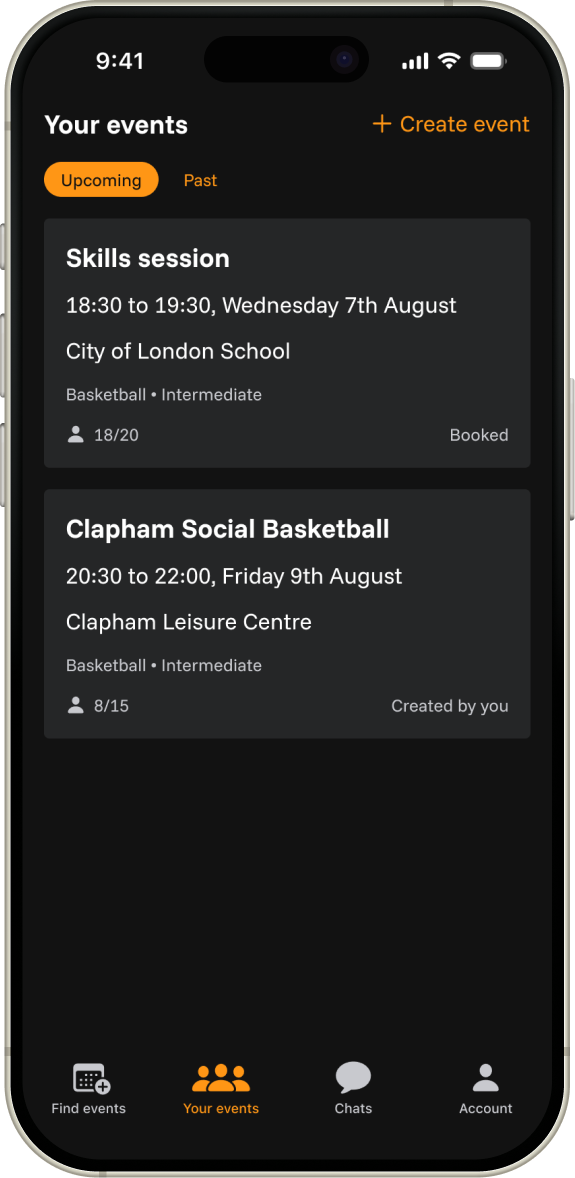 9:41
Your events
+ Create event
Upcoming
Past
Skills session
18:30 to 19:30, Wednesday 7th August
City of London School
Basketball • Intermediate
18/20
Booked
Clapham Social Basketball
20:30 to 22:00, Friday 9th August
Clapham Leisure Centre
Basketball • Intermediate
8/15
Created by you
Find events
Your events
Chats
Account